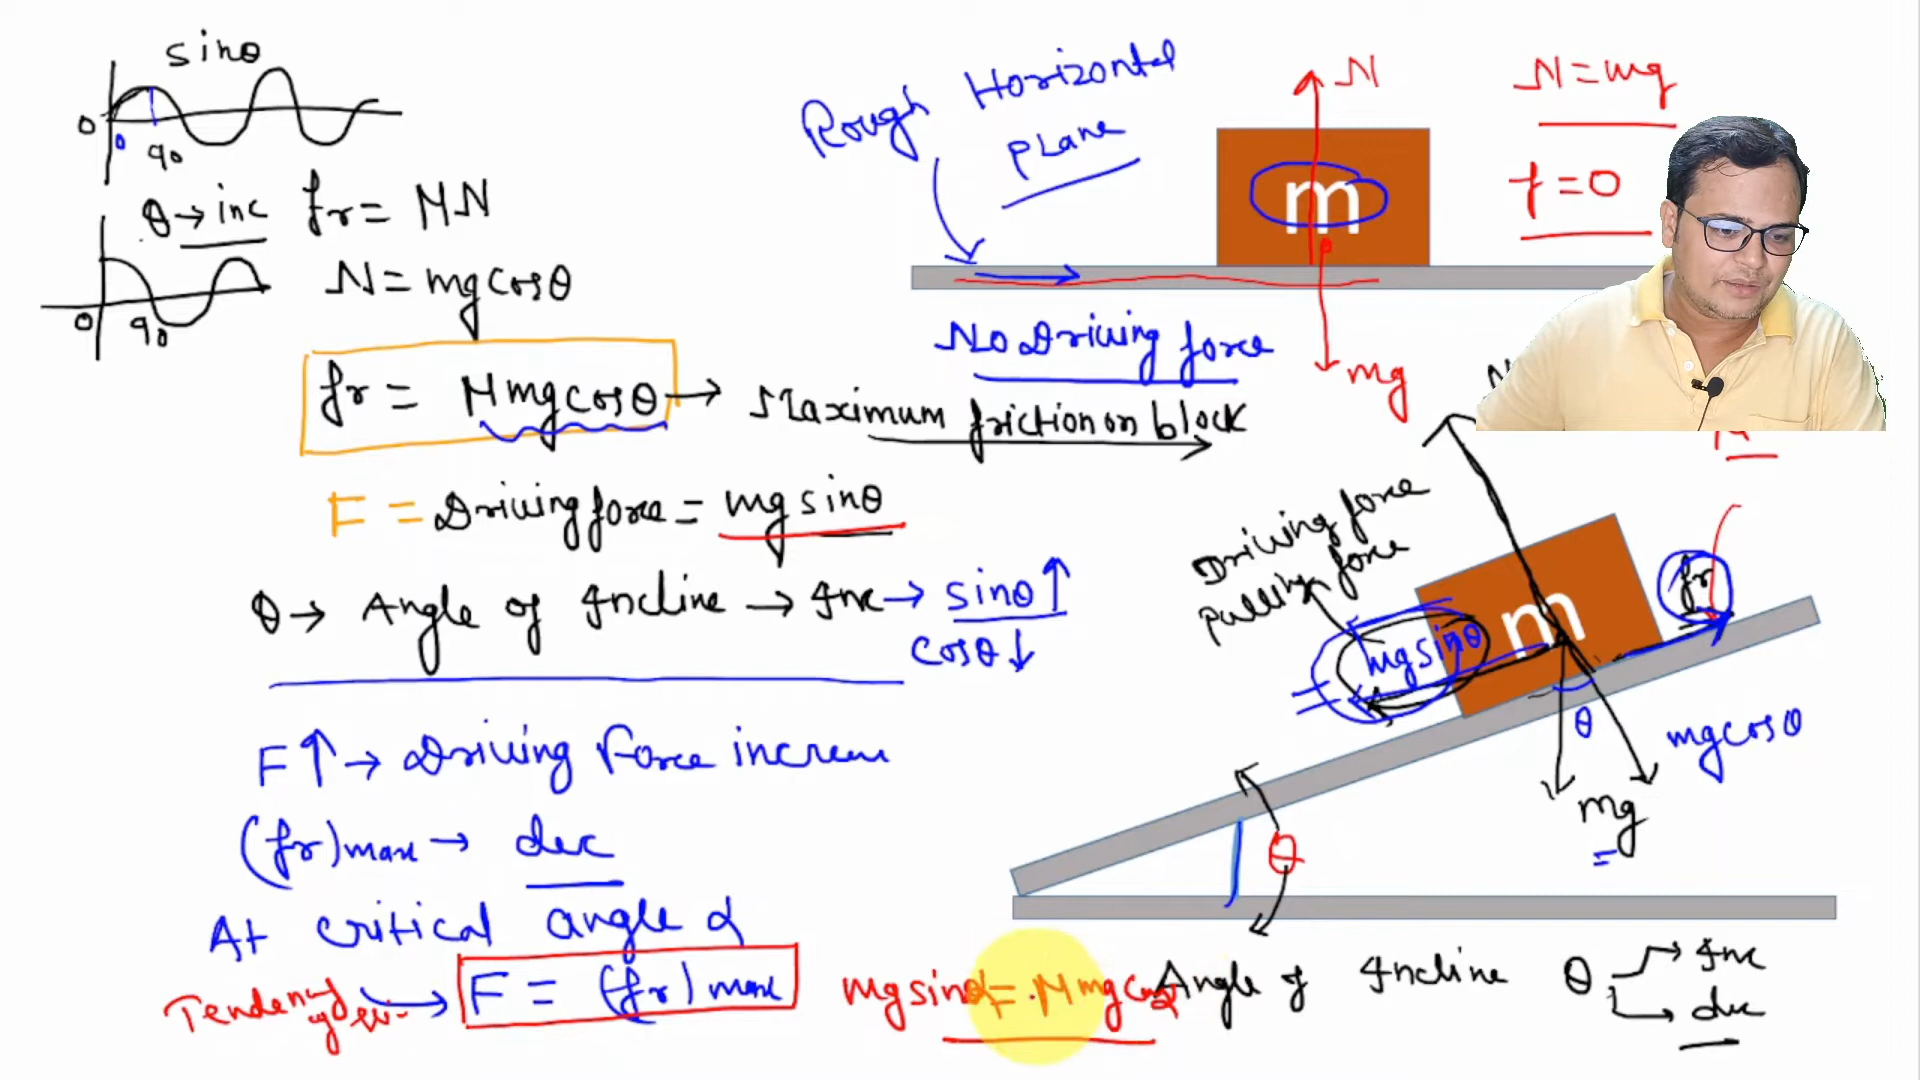 sinθ
0
0 90
θ → inc
fr = μN
0 90
N = mg cosθ
fr = μmg cosθ → Maximum friction on block
F = Driving force = mg sinθ
θ → Angle of Incline → Inc → sinθ ↑
cosθ ↓
F ↑ → Driving Force increase
(fr)max → dec
At critical angle α
Tendency
F = (fr)max
mg sinα = μmg cosα
Rough Horizontal
Plane
N
N = mg
m
f = 0
No Driving force
mg
N
Driving force
Pulling force
fr
m
mg sinθ
θ
mg cosθ
mg
θ
Angle of Incline θ → Inc
→ dec